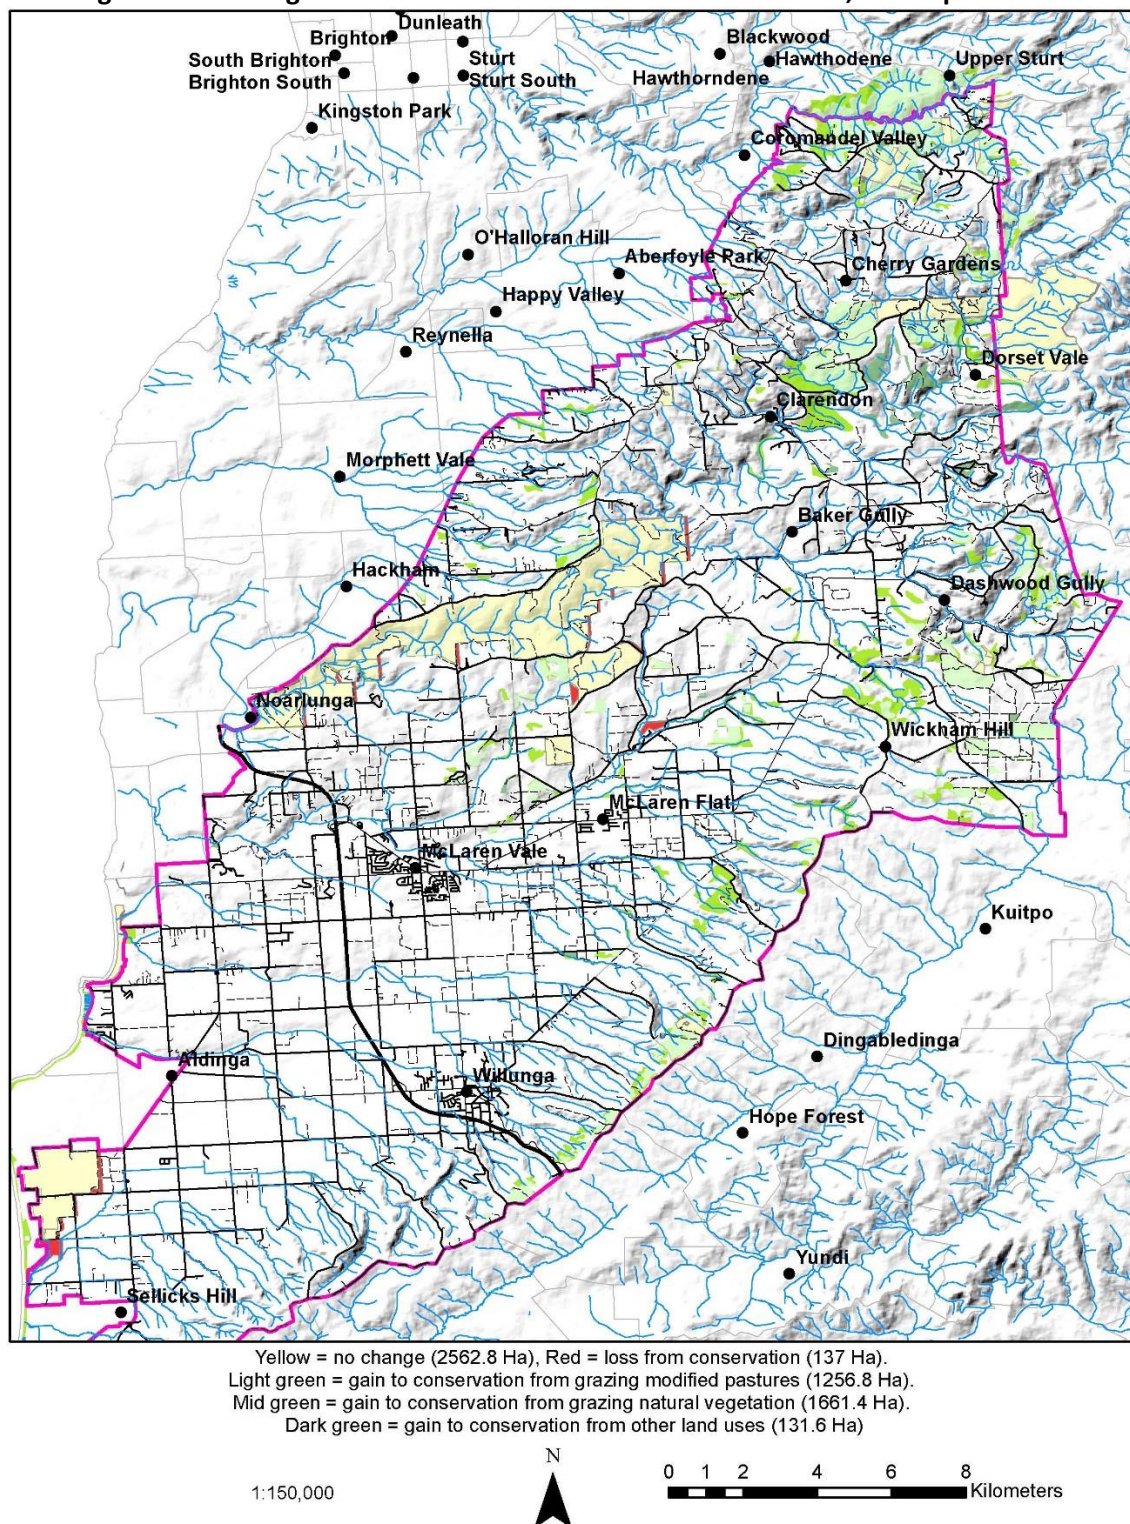 Dunleath
Brighton
Blackwood
South Brighton
Sturt
Hawthodene
Upper Sturt
Brighton South
Sturt South
Hawthorndene
Kingston Park
Coromandel Valley
O'Halloran Hill
Aberfoyle Park
Cherry Gardens
Happy Valley
Reynella
Dorset Vale
Clarendon
Morphett Vale
Baker Gully
Hackham
Dashwood Gully
Noarlunga
Wickham Hill
McLaren Flat
McLaren Vale
Kuitpo
Dingabledinga
Aldinga
Willunga
Hope Forest
Yundi
Sellicks Hill
Yellow = no change (2562.8 Ha), Red = loss from conservation (137 Ha).
Light green = gain to conservation from grazing modified pastures (1256.8 Ha).
Mid green = gain to conservation from grazing natural vegetation (1661.4 Ha).
Dark green = gain to conservation from other land uses (131.6 Ha)
N
1:150,000
0 1 2 4 6 8
Kilometers